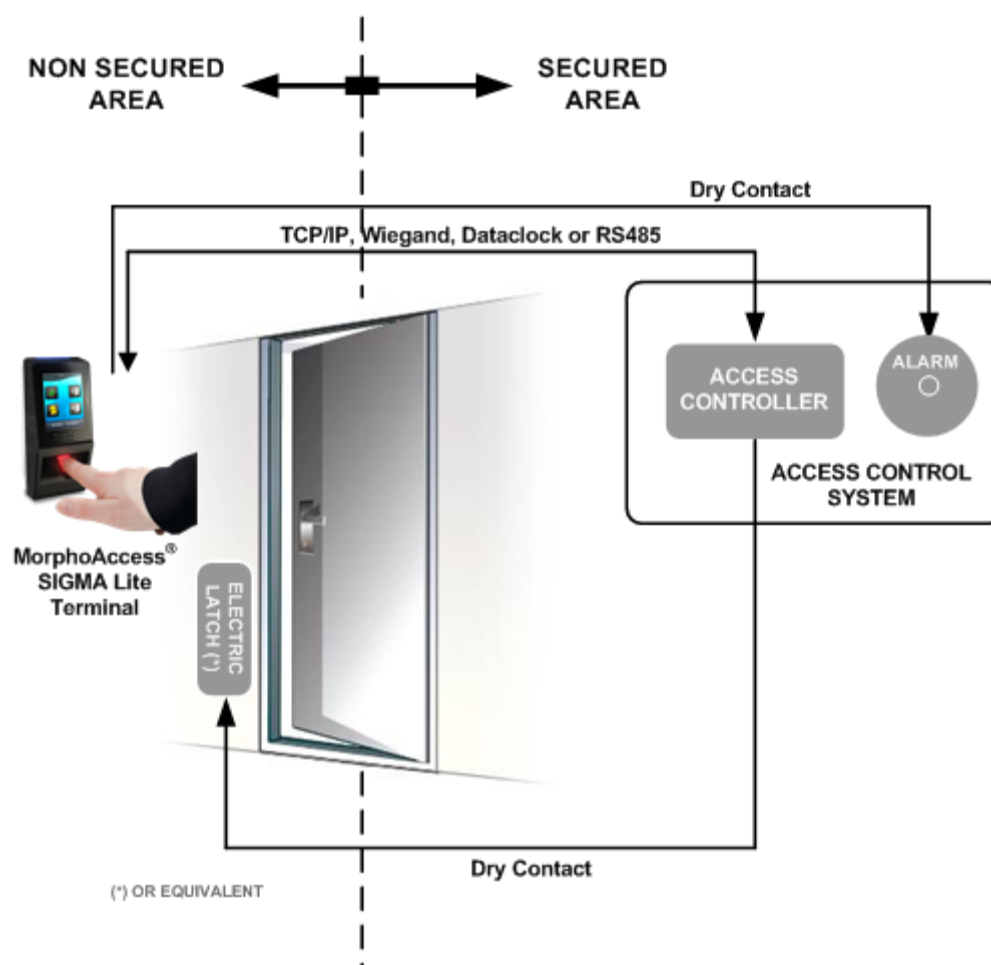 NON SECURED
AREA
SECURED
AREA
Dry Contact
TCP/IP, Wiegand, Dataclock or RS485
ACCESS
CONTROLLER
ALARM
ACCESS CONTROL
SYSTEM
MorphoAccess®
SIGMA Lite
Terminal
ELECTRIC
LATCH (*)
Dry Contact
(*) OR EQUIVALENT